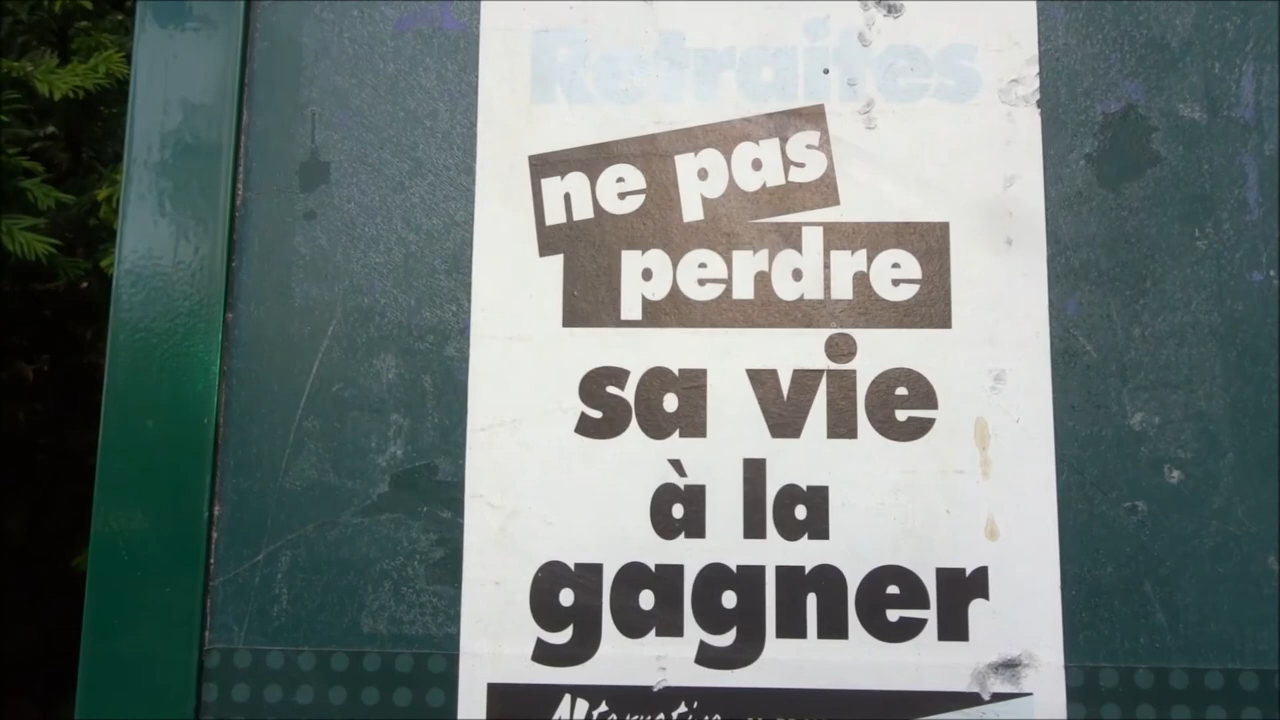 Retraites
ne pas
perdre
sa vie
à la
gagner